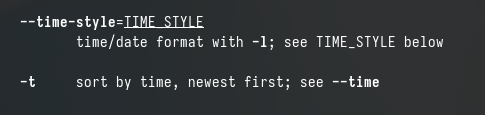 --time-style=TIME_STYLE
time/date format with -l; see TIME_STYLE below
-t sort by time, newest first; see --time